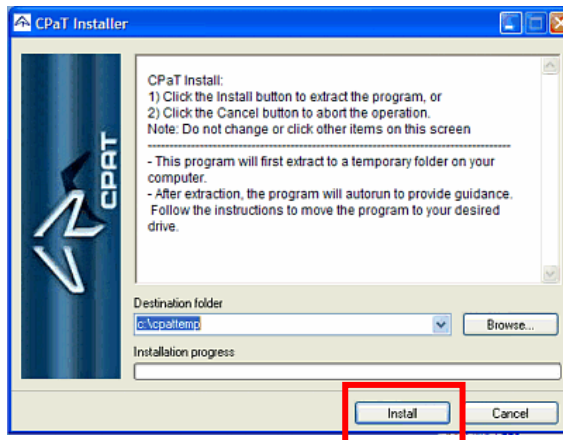 CPaT Installer
CPAT
CPaT Install:
1) Click the Install button to extract the program, or
2) Click the Cancel button to abort the operation.
Note: Do not change or click other items on this screen
- This program will first extract to a temporary folder on your
computer.
- After extraction, the program will autorun to provide guidance.
Follow the instructions to move the program to your desired
drive.
Destination folder
c:\cpattemp
Browse...
Installation progress
Install
Cancel